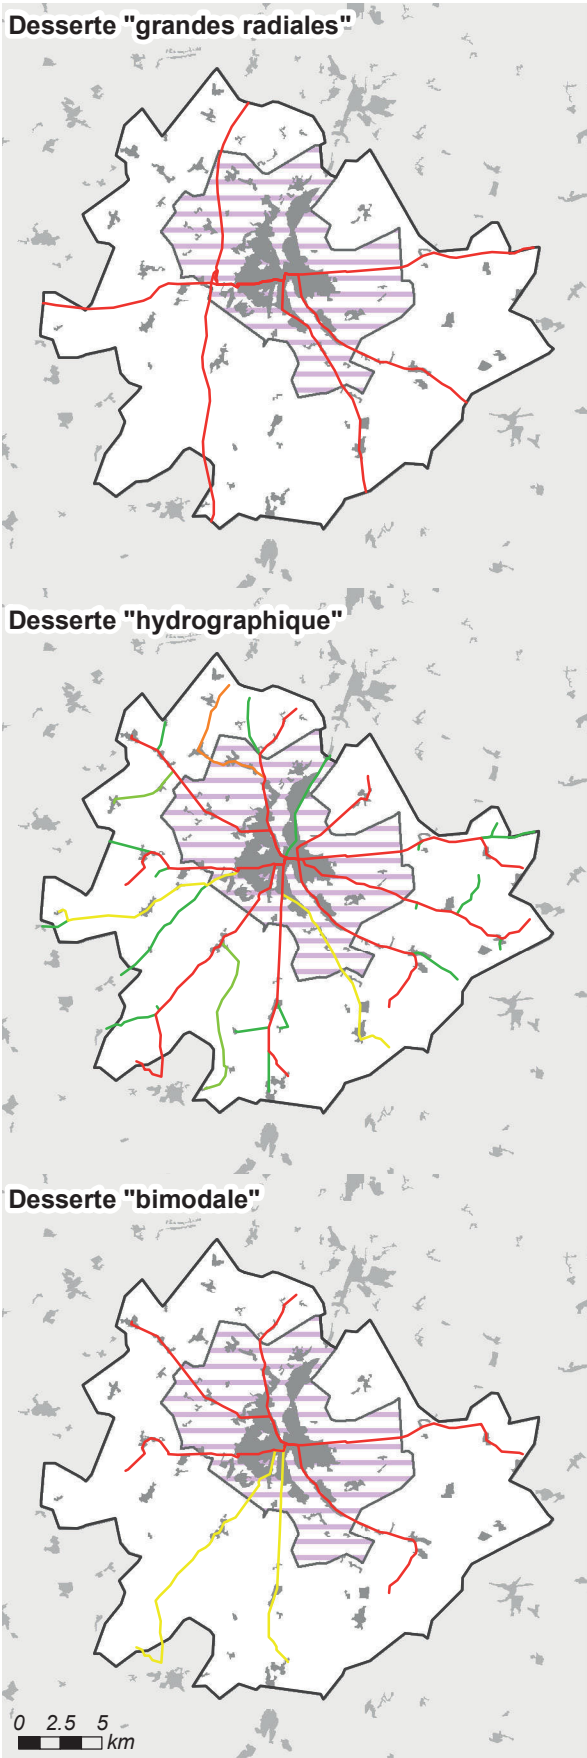 Desserte "grandes radiales"
Desserte "hydrographique"
Desserte "bimodale"
0 2.5 5
km